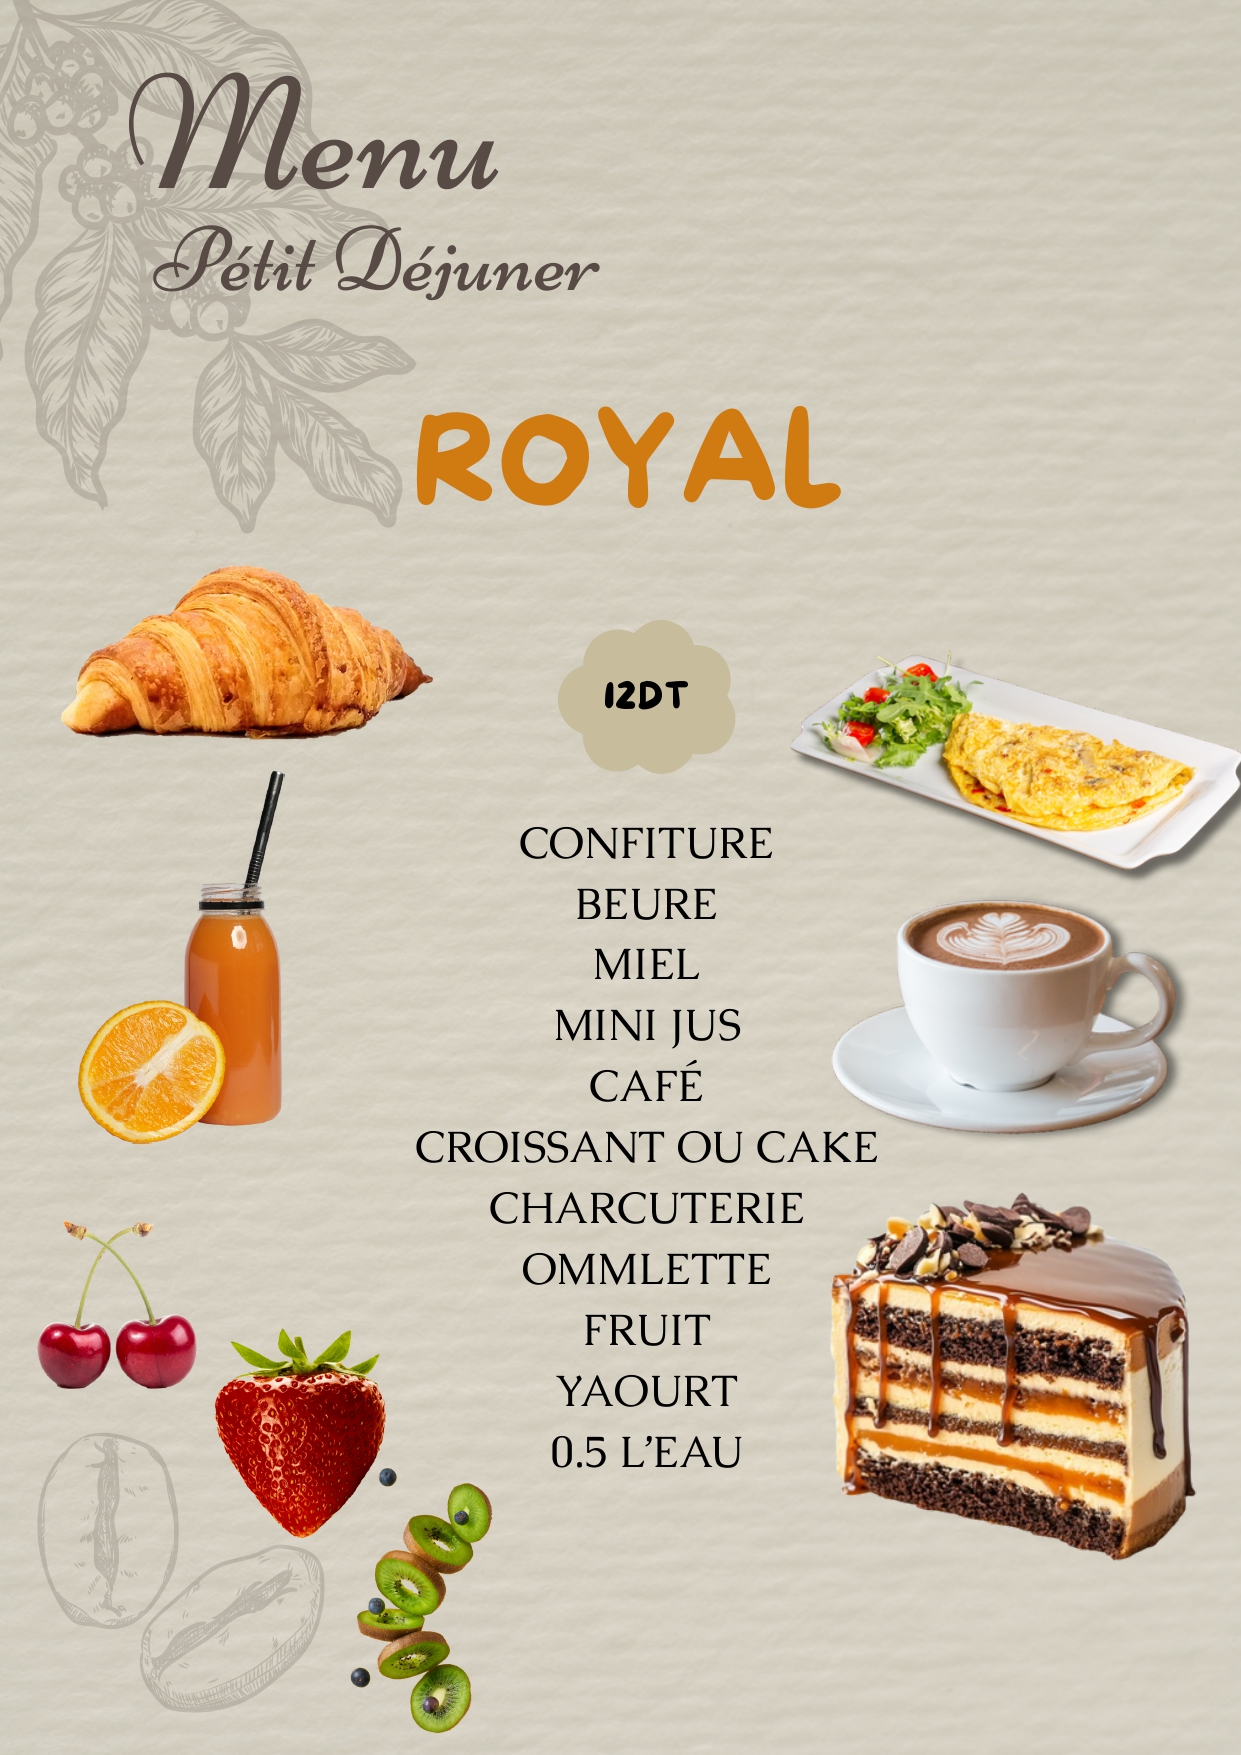 Menu
Pétit Déjuner
ROYAL
12DT
CONFITURE
BEURE
MIEL
MINI JUS
CAFÉ
CROISSANT OU CAKE
CHARCUTERIE
OMMLETTE
FRUIT
YAOURT
0.5 L’EAU